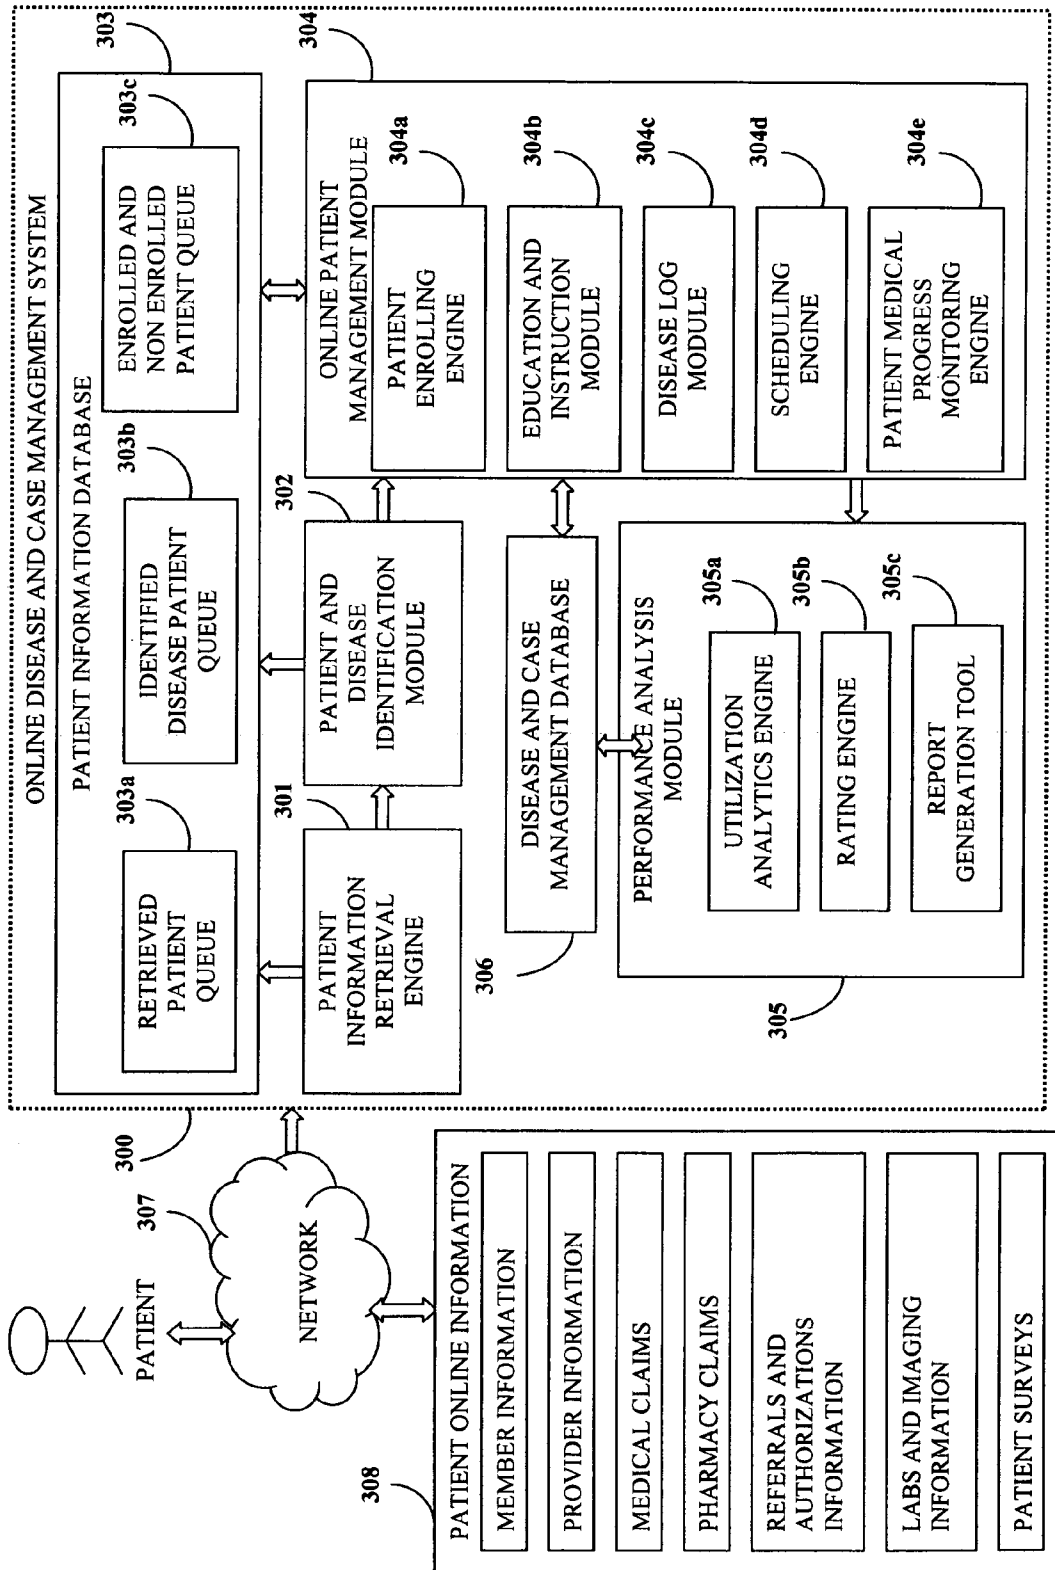 PATIENT
307
NETWORK
308
PATIENT ONLINE INFORMATION
MEMBER INFORMATION
PROVIDER INFORMATION
MEDICAL CLAIMS
PHARMACY CLAIMS
REFERRALS AND
AUTHORIZATIONS
INFORMATION
LABS AND IMAGING
INFORMATION
PATIENT SURVEYS
300
ONLINE DISEASE AND CASE MANAGEMENT SYSTEM
303
PATIENT INFORMATION DATABASE
303a
RETRIEVED
PATIENT
QUEUE
303b
IDENTIFIED
DISEASE PATIENT
QUEUE
303c
ENROLLED AND
NON ENROLLED
PATIENT QUEUE
301
PATIENT
INFORMATION
RETRIEVAL
ENGINE
302
PATIENT AND
DISEASE
IDENTIFICATION
MODULE
304
ONLINE PATIENT
MANAGEMENT MODULE
304a
PATIENT
ENROLLING
ENGINE
304b
EDUCATION AND
INSTRUCTION
MODULE
304c
DISEASE LOG
MODULE
304d
SCHEDULING
ENGINE
304e
PATIENT MEDICAL
PROGRESS
MONITORING
ENGINE
306
DISEASE AND CASE
MANAGEMENT DATABASE
305
PERFORMANCE ANALYSIS
MODULE
305a
UTILIZATION
ANALYTICS ENGINE
305b
RATING ENGINE
305c
REPORT
GENERATION TOOL